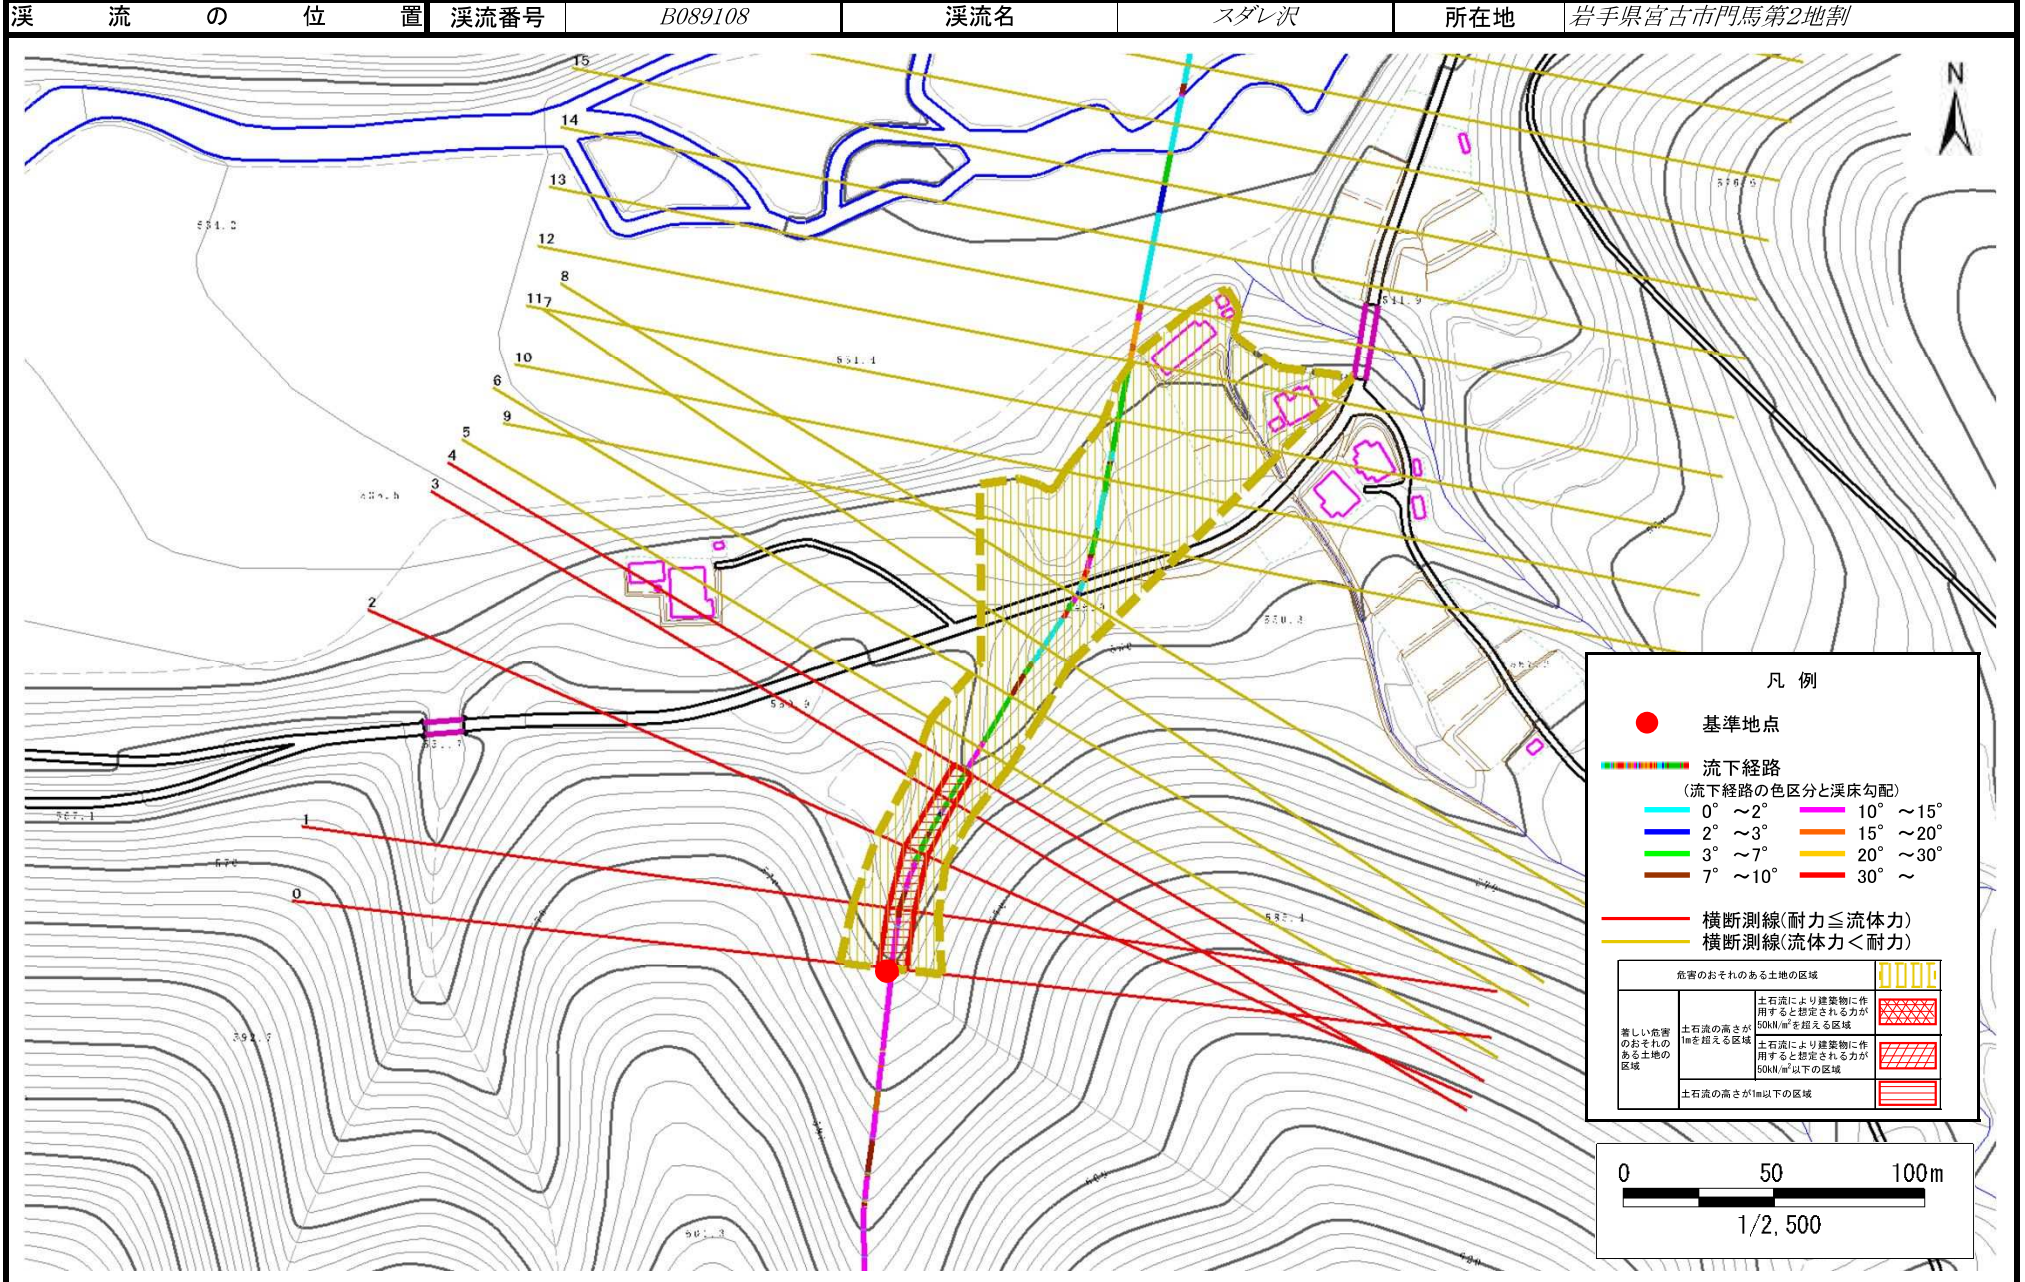 渓流の位置 渓流番号 B089108 渓流名 スダレ沢 所在地 岩手県宮古市門馬第2地割
N
15
14
13
12
8
11 7
10
6
9
5
4
3
2
1
0
凡 例
基準地点
流下経路
(流下経路の色区分と渓床勾配)
0° ～2° 10° ～15°
2° ～3° 15° ～20°
3° ～7° 20° ～30°
7° ～10° 30° ～
横断測線(耐力≦流体力)
横断測線(流体力＜耐力)
危害のおそれのある土地の区域
著しい危害
のおそれの
ある土地の
区域
土石流の高さが
1mを超える区域
土石流により建築物に作
用すると想定される力が
50kN/m²を超える区域
土石流により建築物に作
用すると想定される力が
50kN/m²以下の区域
土石流の高さが1m以下の区域
0 50 100m
1/2,500